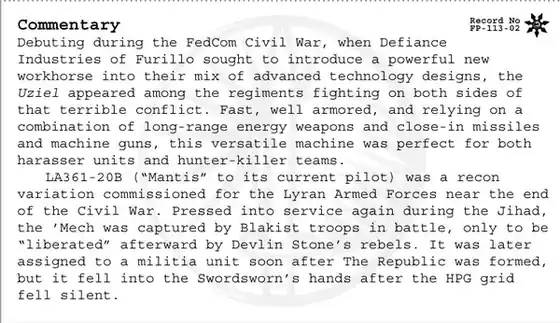 Commentary
Record No
FP-113-02
Debuting during the FedCom Civil War, when Defiance
Industries of Furillo sought to introduce a powerful new
workhorse into their mix of advanced technology designs, the
Uziel appeared among the regiments fighting on both sides of
that terrible conflict. Fast, well armored, and relying on a
combination of long-range energy weapons and close-in missiles
and machine guns, this versatile machine was perfect for both
harasser units and hunter-killer teams.
LA361-20B (“Mantis” to its current pilot) was a recon
variation commissioned for the Lyran Armed Forces near the end
of the Civil War. Pressed into service again during the Jihad,
the ’Mech was captured by Blakist troops in battle, only to be
“liberated” afterward by Devlin Stone’s rebels. It was later
assigned to a militia unit soon after The Republic was formed,
but it fell into the Swordsworn’s hands after the HPG grid
fell silent.